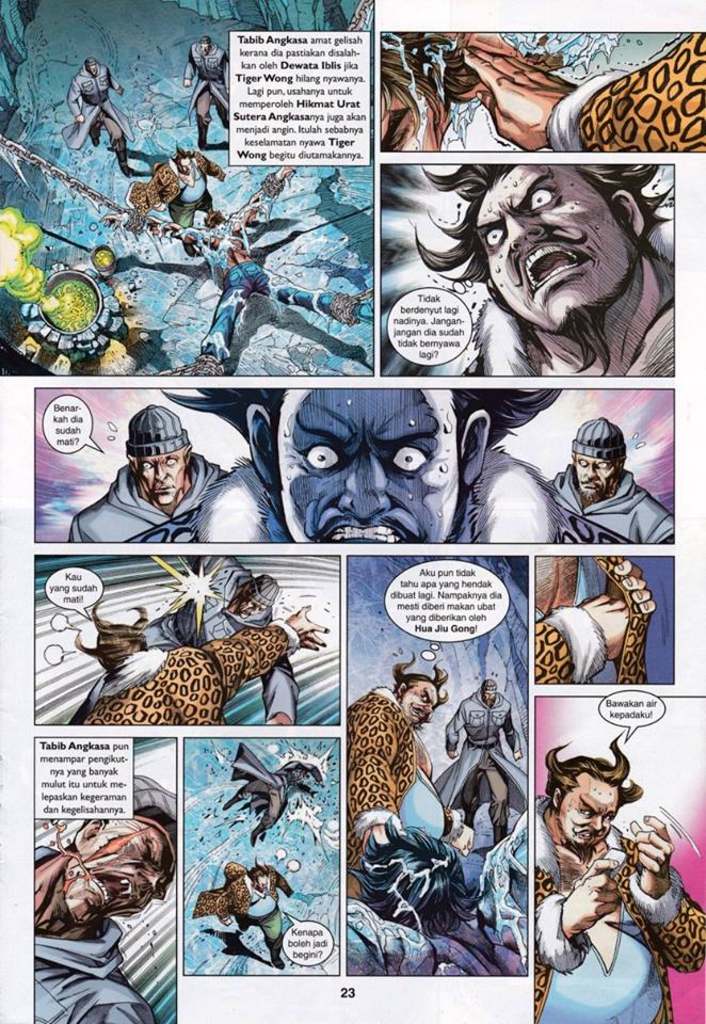 Tabib Angkasa amat gelisah
kerana dia pastiakan disalah-
kan oleh Dewata Iblis jika
Tiger Wong hilang nyawanya.
Lagi pun, usahanya untuk
memperoleh Hikmat Urat
Sutera Angkasanya juga akan
menjadi angin. Itulah sebabnya
keselamatan nyawa Tiger
Wong begitu diutamakannya.
Tidak
berdenyut lagi
nadinya. Jangan-
jangan dia sudah
tidak bernyawa
lagi?
Benar-
kah dia
sudah
mati?
Kau
yang sudah
mati!
Aku pun tidak
tahu apa yang hendak
dibuat lagi. Nampaknya dia
mesti diberi makan ubat
yang diberikan oleh
Hua Jiu Gong!
Bawakan air
kepadaku!
Tabib Angkasa pun
menampar pengikut-
nya yang banyak
mulut itu untuk me-
lepaskan kegeraman
dan kegelisahannya.
Kenapa
boleh jadi
begini?
23